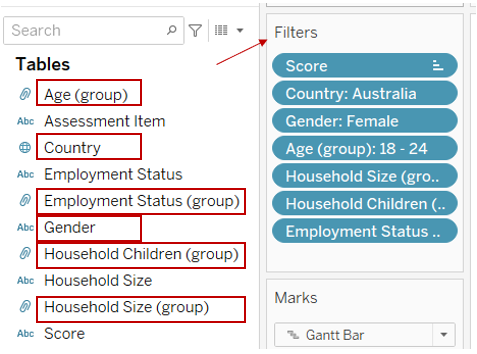 Search
Tables
Age (group)
Abc Assessment Item
Country
Abc Employment Status
Employment Status (group)
Abc Gender
Household Children (group)
Abc Household Size
Household Size (group)
Abc Score
Filters
Score
Country: Australia
Gender: Female
Age (group): 18 - 24
Household Size (gro..
Household Children (..
Employment Status ..
Marks
Gantt Bar